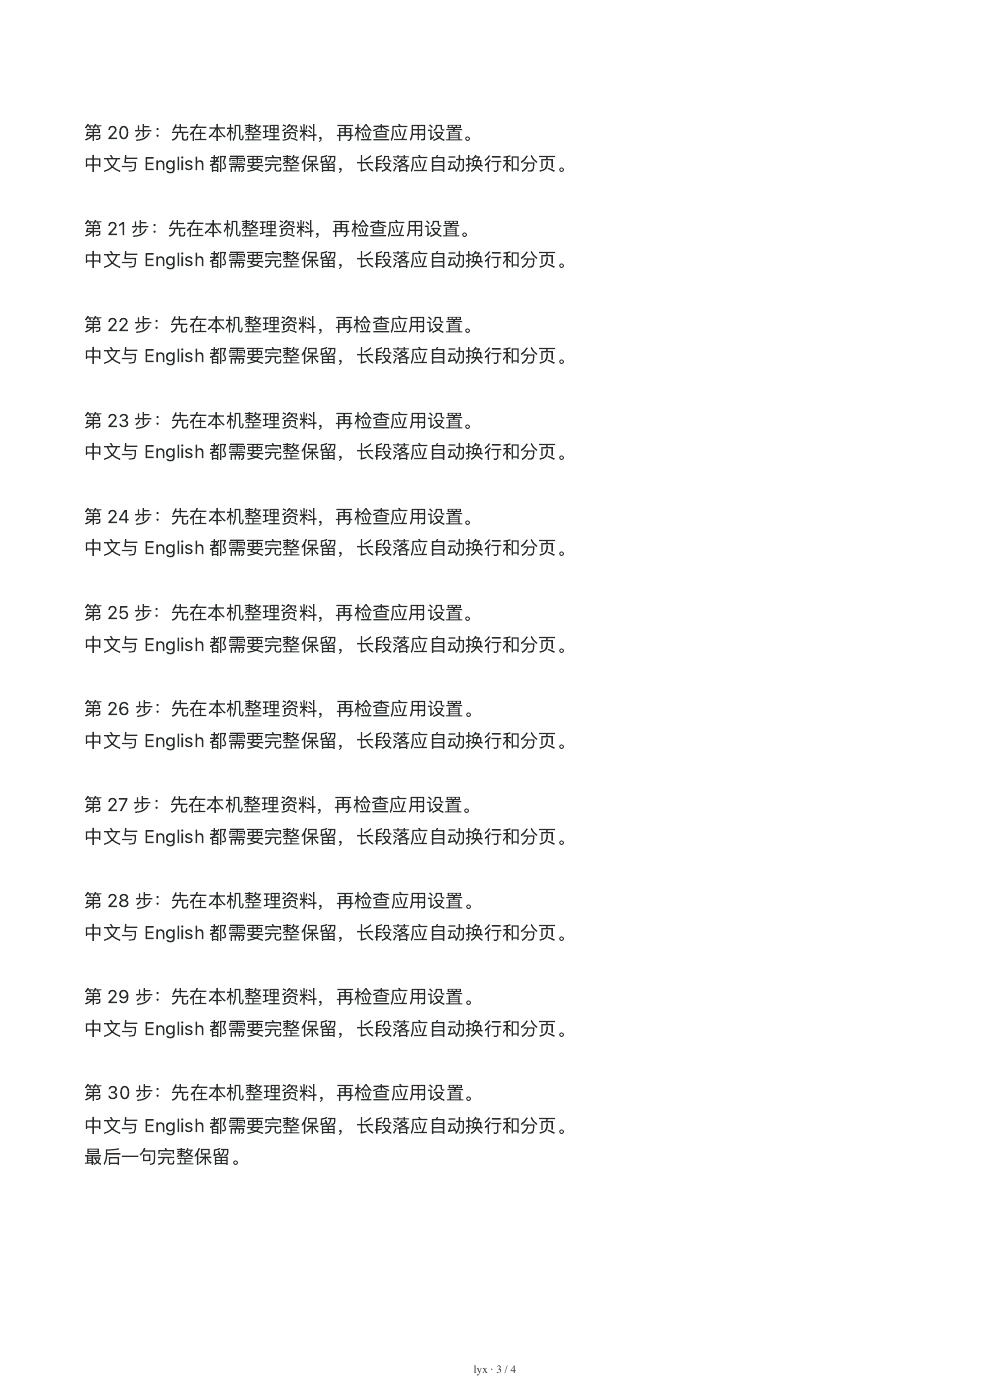 第 20 步：先在本机整理资料，再检查应用设置。
中文与 English 都需要完整保留，长段落应自动换行和分页。
第 21 步：先在本机整理资料，再检查应用设置。
中文与 English 都需要完整保留，长段落应自动换行和分页。
第 22 步：先在本机整理资料，再检查应用设置。
中文与 English 都需要完整保留，长段落应自动换行和分页。
第 23 步：先在本机整理资料，再检查应用设置。
中文与 English 都需要完整保留，长段落应自动换行和分页。
第 24 步：先在本机整理资料，再检查应用设置。
中文与 English 都需要完整保留，长段落应自动换行和分页。
第 25 步：先在本机整理资料，再检查应用设置。
中文与 English 都需要完整保留，长段落应自动换行和分页。
第 26 步：先在本机整理资料，再检查应用设置。
中文与 English 都需要完整保留，长段落应自动换行和分页。
第 27 步：先在本机整理资料，再检查应用设置。
中文与 English 都需要完整保留，长段落应自动换行和分页。
第 28 步：先在本机整理资料，再检查应用设置。
中文与 English 都需要完整保留，长段落应自动换行和分页。
第 29 步：先在本机整理资料，再检查应用设置。
中文与 English 都需要完整保留，长段落应自动换行和分页。
第 30 步：先在本机整理资料，再检查应用设置。
中文与 English 都需要完整保留，长段落应自动换行和分页。
最后一句完整保留。
lyx · 3 / 4